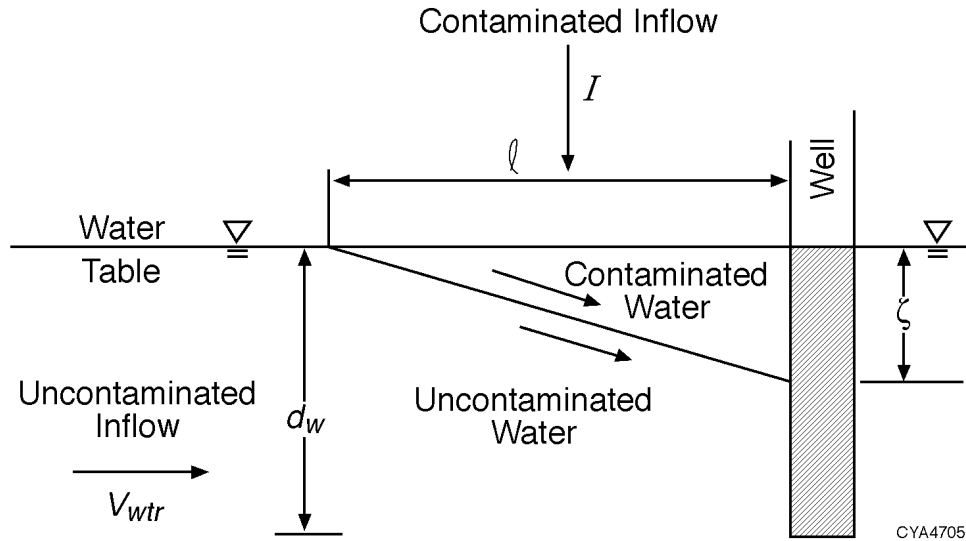 Contaminated Inflow
I
ℓ
Well
Water
Table
Contaminated
Water
ζ
Uncontaminated
Inflow
d_w
Uncontaminated
Water
V_wtr
CYA4705